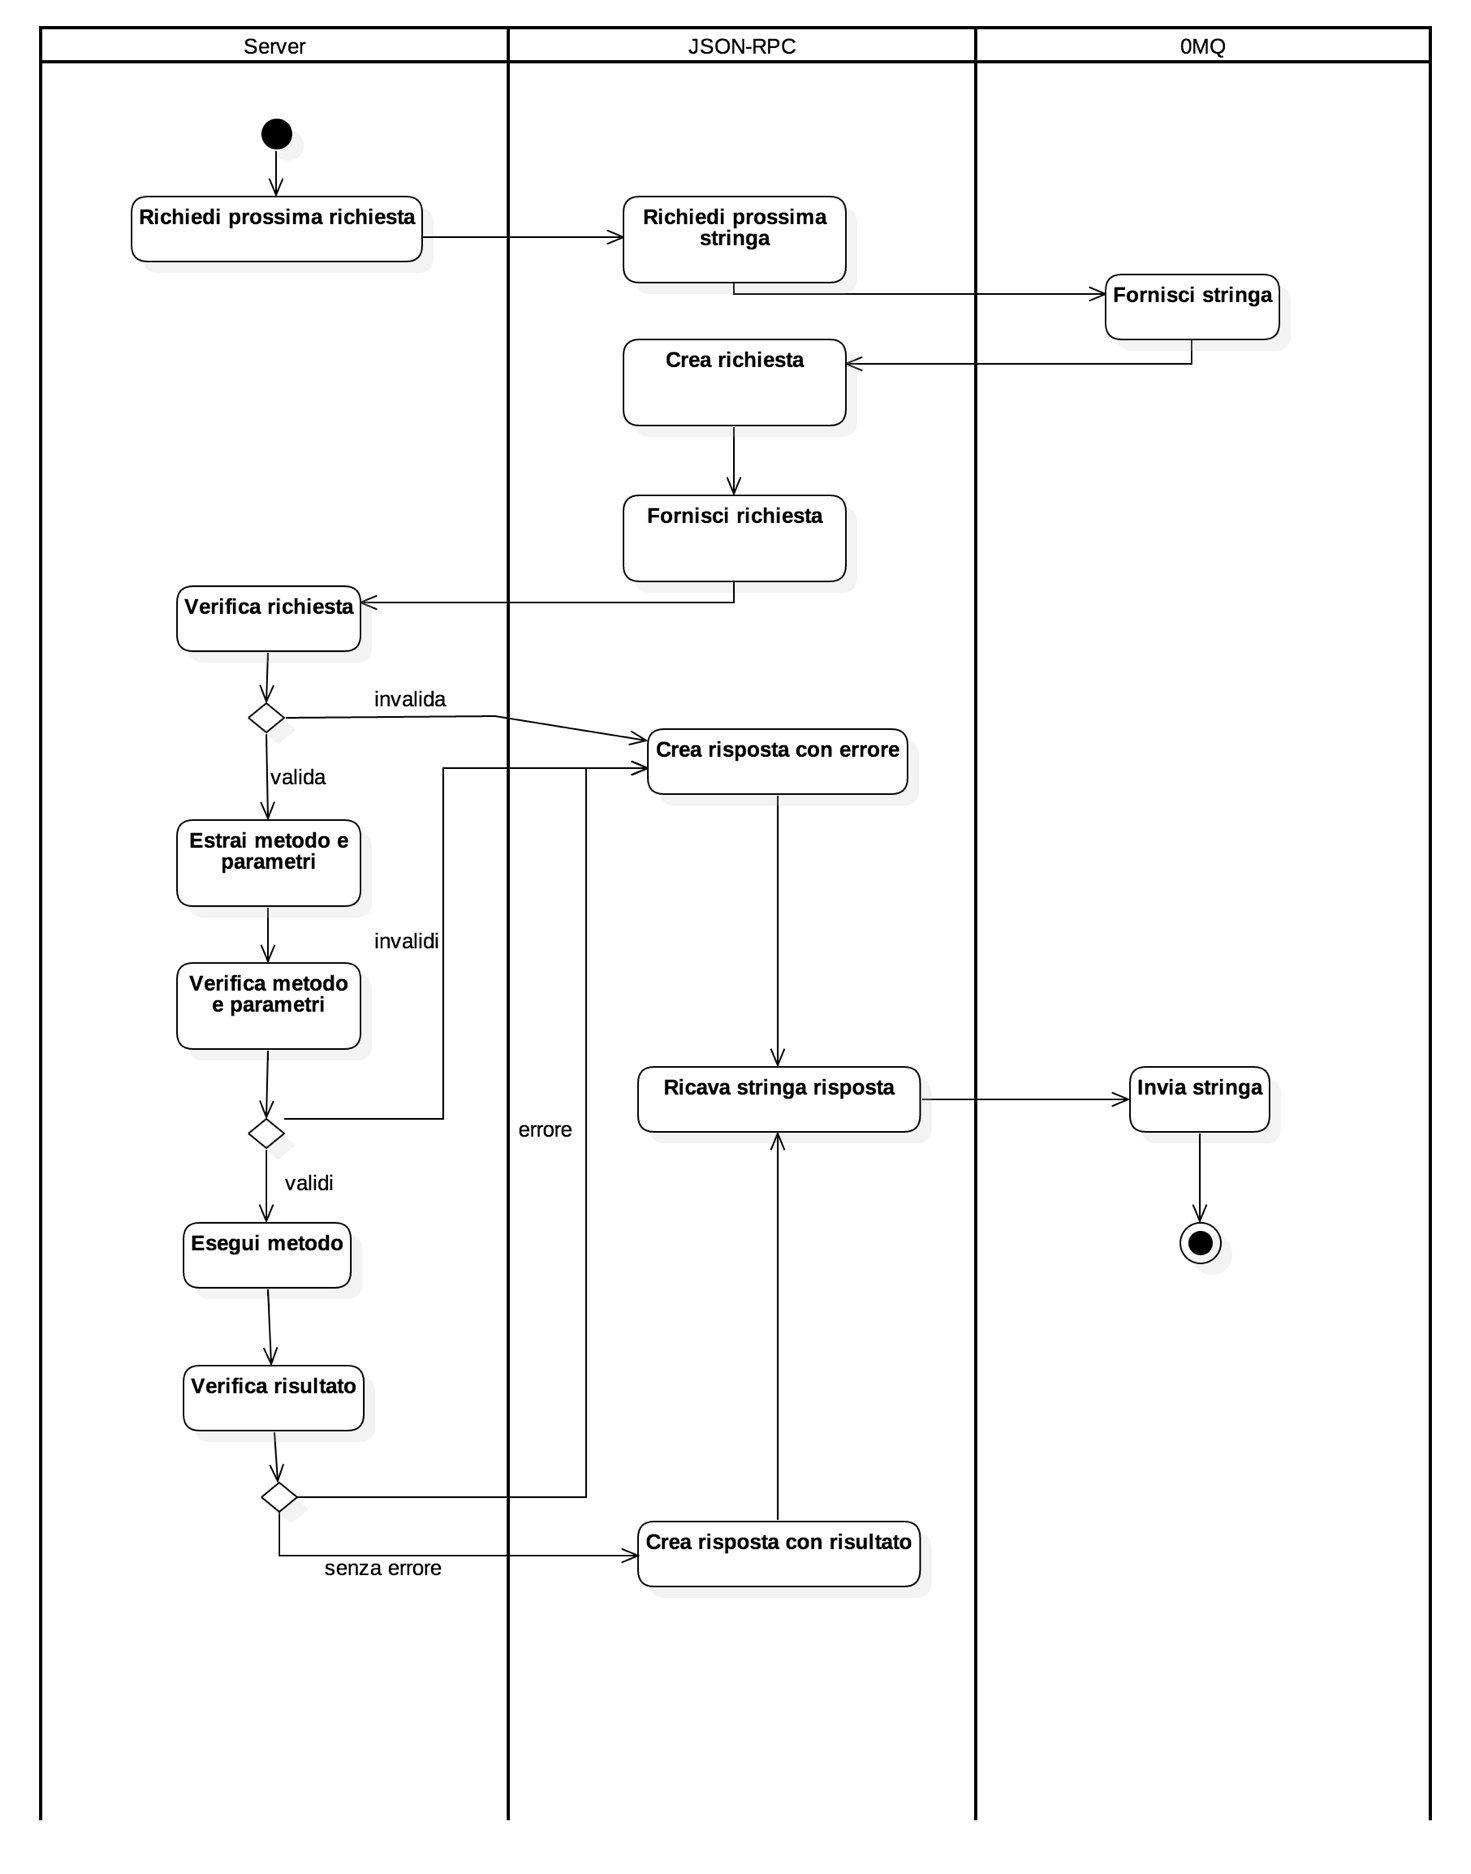 Server
JSON-RPC
0MQ
Richiedi prossima richiesta
Richiedi prossima
stringa
Fornisci stringa
Crea richiesta
Fornisci richiesta
Verifica richiesta
invalida
Crea risposta con errore
valida
Estrai metodo e
parametri
invalidi
Verifica metodo
e parametri
Ricava stringa risposta
Invia stringa
errore
validi
Esegui metodo
Verifica risultato
Crea risposta con risultato
senza errore